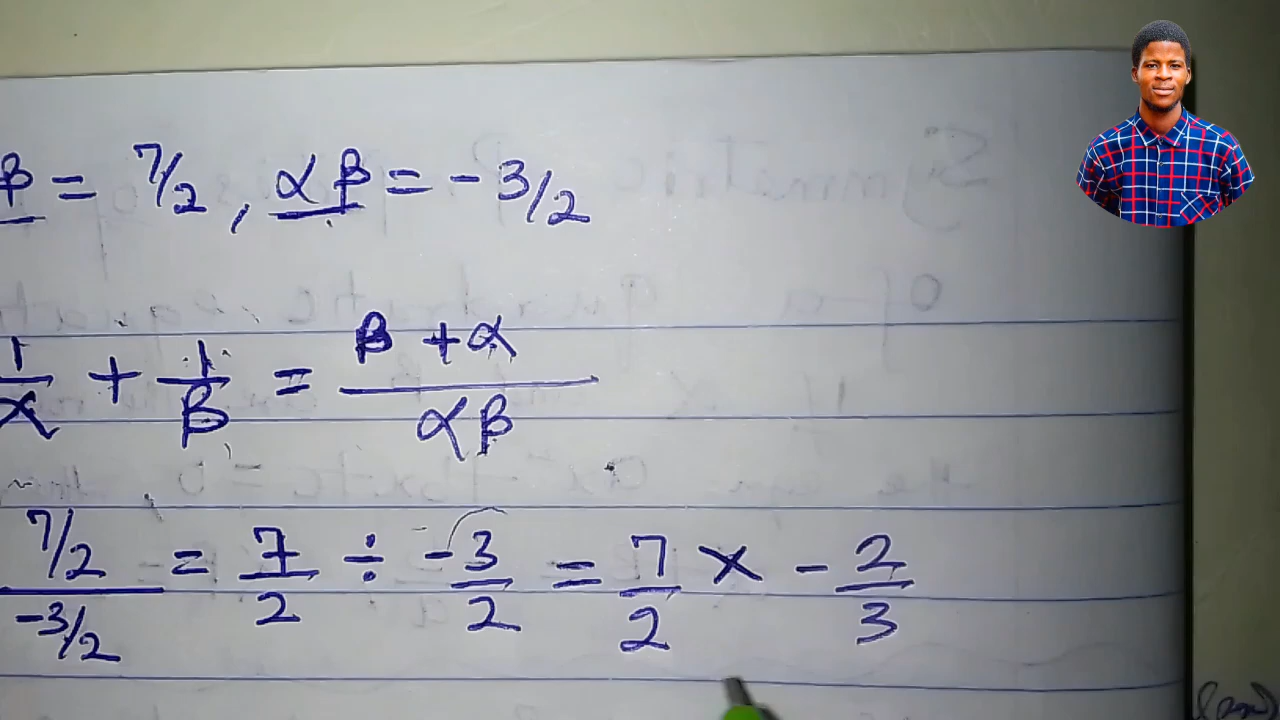 β = 7/2, αβ = -3/2
1/α + 1/β = β + α / αβ
7/2 / -3/2 = 7/2 ÷ -3/2 = 7/2 × -2/3